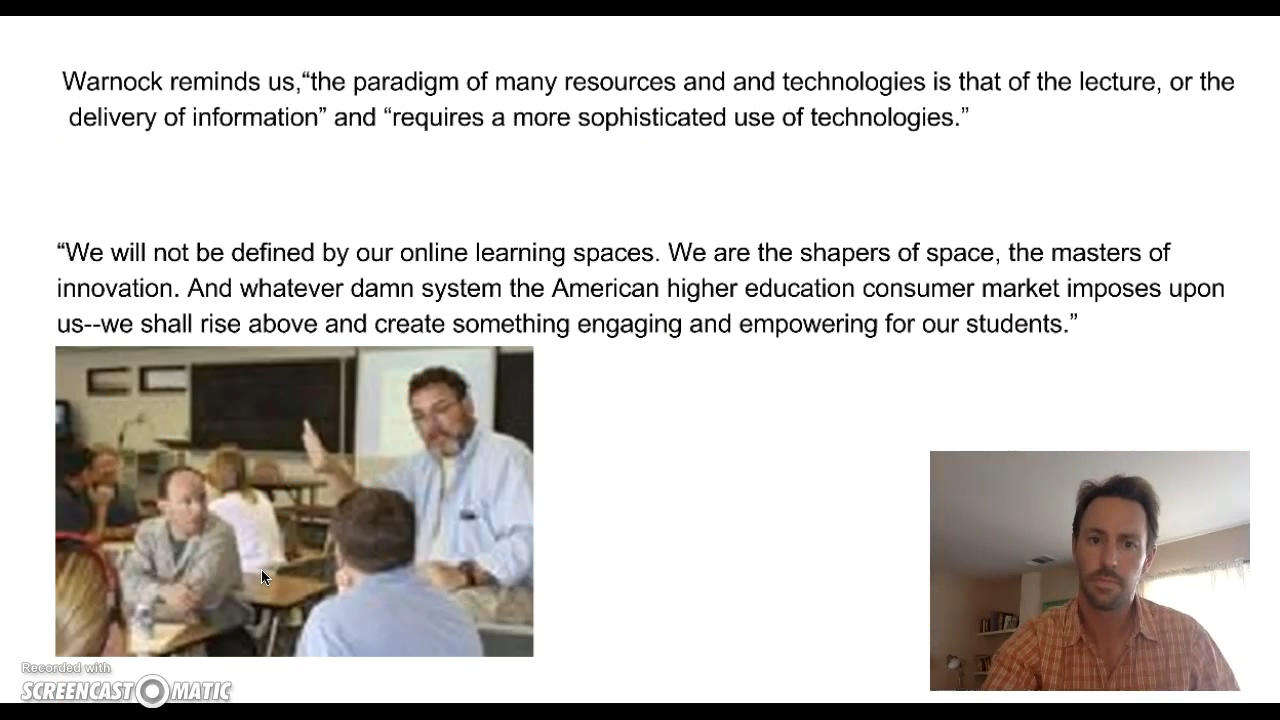 Warnock reminds us,“the paradigm of many resources and and technologies is that of the lecture, or the
delivery of information” and “requires a more sophisticated use of technologies.”
“We will not be defined by our online learning spaces. We are the shapers of space, the masters of
innovation. And whatever damn system the American higher education consumer market imposes upon
us--we shall rise above and create something engaging and empowering for our students.”
Recorded with
SCREENCAST O MATIC